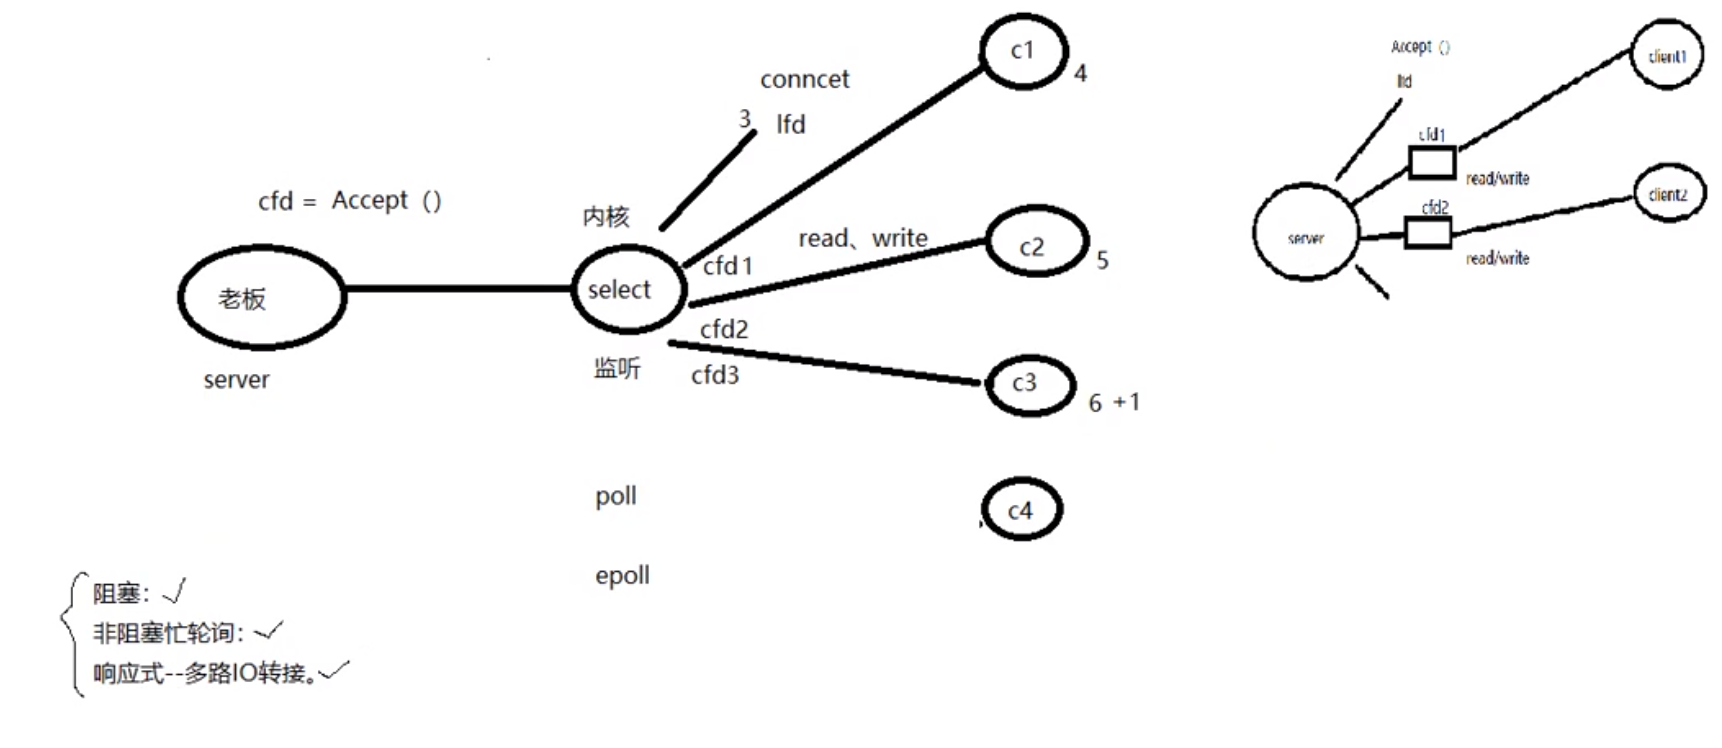 c1
4
conncet
3 lfd
cfd = Accept ()
内核
read、write
c2
5
cfd1
select
老板
cfd2
监听
cfd3
server
c3
6 +1
poll
c4
epoll
阻塞：
非阻塞忙轮询：
响应式--多路IO转接。
Accept ()
client1
cfd1
read/write
cfd2
client2
server
read/write